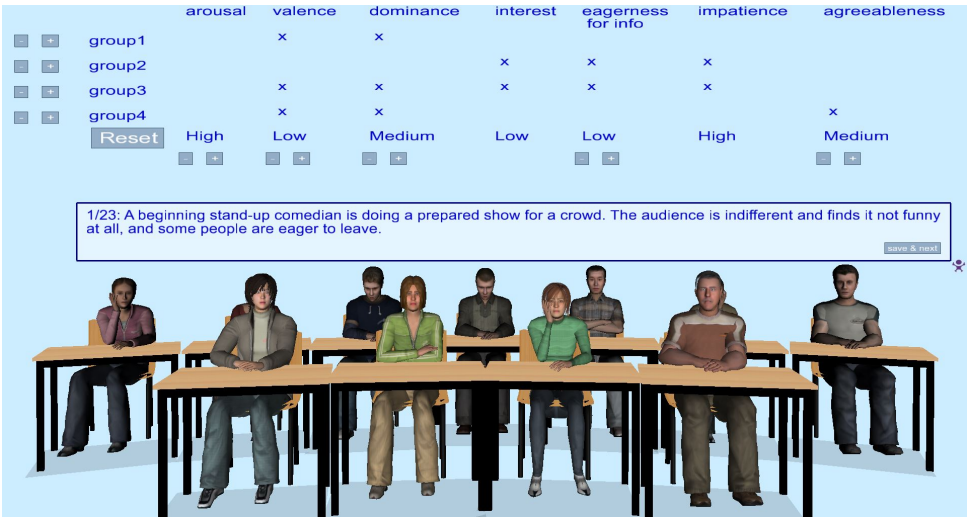 arousal valence dominance interest eagerness for info impatience agreeableness
- + group1 x x
- + group2 x x x
- + group3 x x x x x
- + group4 x x x
Reset High Low Medium Low Low High Medium
- + - + - + - + - +
1/23: A beginning stand-up comedian is doing a prepared show for a crowd. The audience is indifferent and finds it not funny
at all, and some people are eager to leave.
save & next